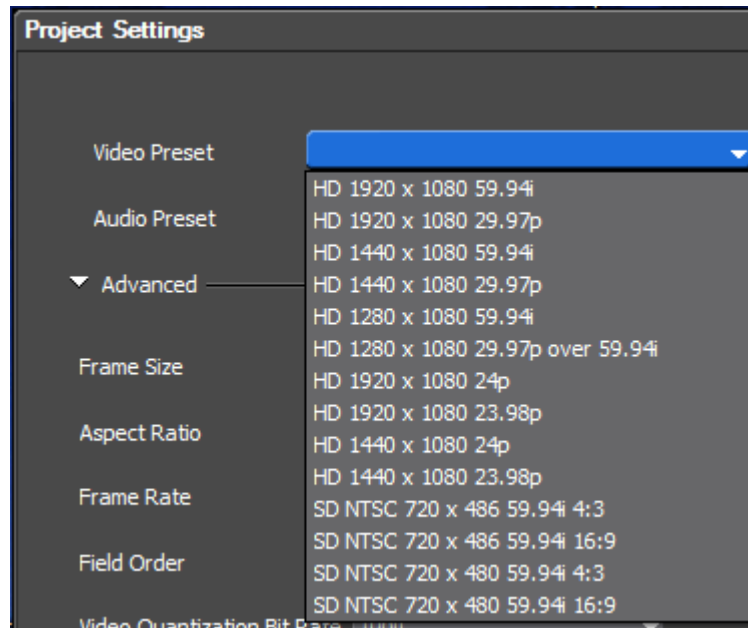 Project Settings
Video Preset
HD 1920 x 1080 59.94i
Audio Preset
HD 1920 x 1080 29.97p
HD 1440 x 1080 59.94i
Advanced
HD 1440 x 1080 29.97p
HD 1280 x 1080 59.94i
HD 1280 x 1080 29.97p over 59.94i
Frame Size
HD 1920 x 1080 24p
HD 1920 x 1080 23.98p
Aspect Ratio
HD 1440 x 1080 24p
HD 1440 x 1080 23.98p
Frame Rate
SD NTSC 720 x 486 59.94i 4:3
SD NTSC 720 x 486 59.94i 16:9
Field Order
SD NTSC 720 x 480 59.94i 4:3
SD NTSC 720 x 480 59.94i 16:9
Video Quantization Bit Rate